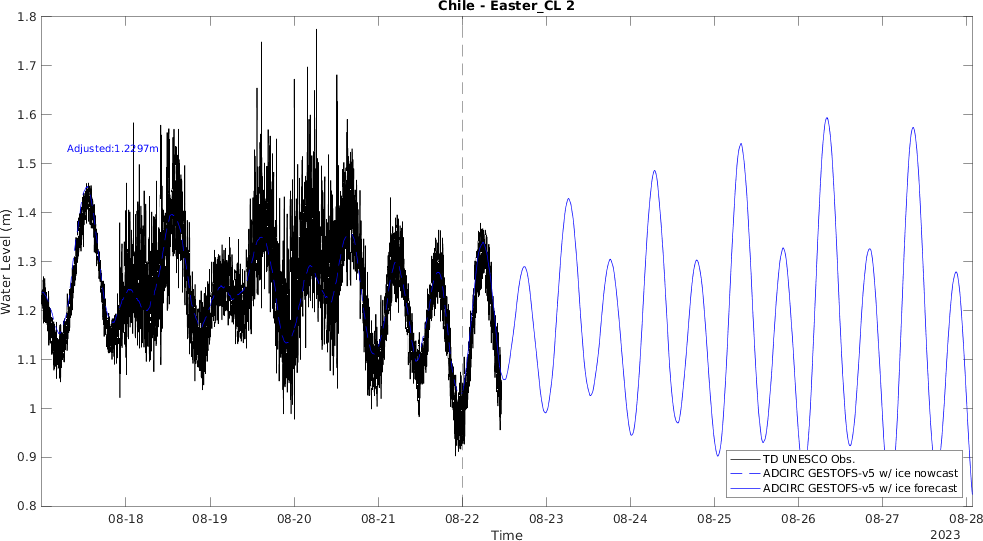 Chile - Easter_CL 2
1.8
1.7
1.6
1.5
1.4
1.3
1.2
1.1
1
0.9
0.8
Water Level (m)
Adjusted:1.2297m
TD UNESCO Obs.
ADCIRC GESTOFS-v5 w/ ice nowcast
ADCIRC GESTOFS-v5 w/ ice forecast
08-18 08-19 08-20 08-21 08-22 08-23 08-24 08-25 08-26 08-27 08-28
Time
2023